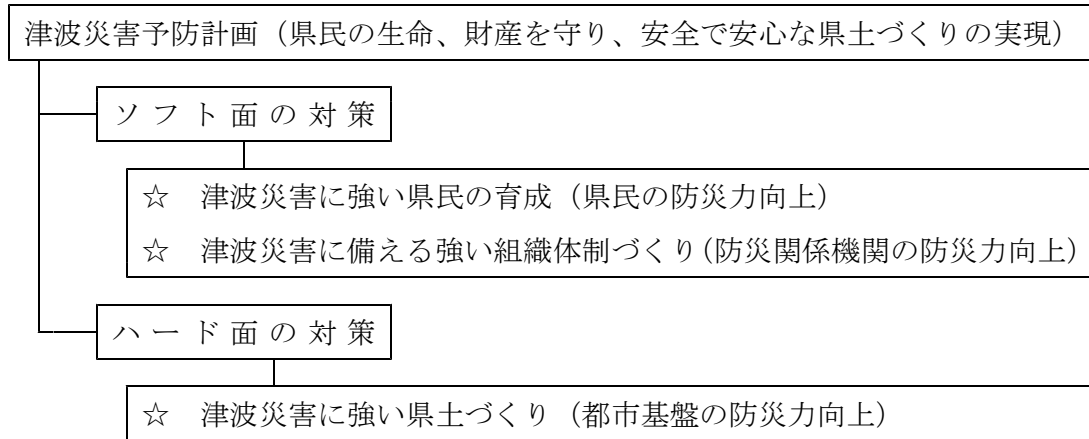 津波災害予防計画（県民の生命、財産を守り、安全で安心な県土づくりの実現）
ソフト面の対策
☆　津波災害に強い県民の育成（県民の防災力向上）
☆　津波災害に備える強い組織体制づくり（防災関係機関の防災力向上）
ハード面の対策
☆　津波災害に強い県土づくり（都市基盤の防災力向上）